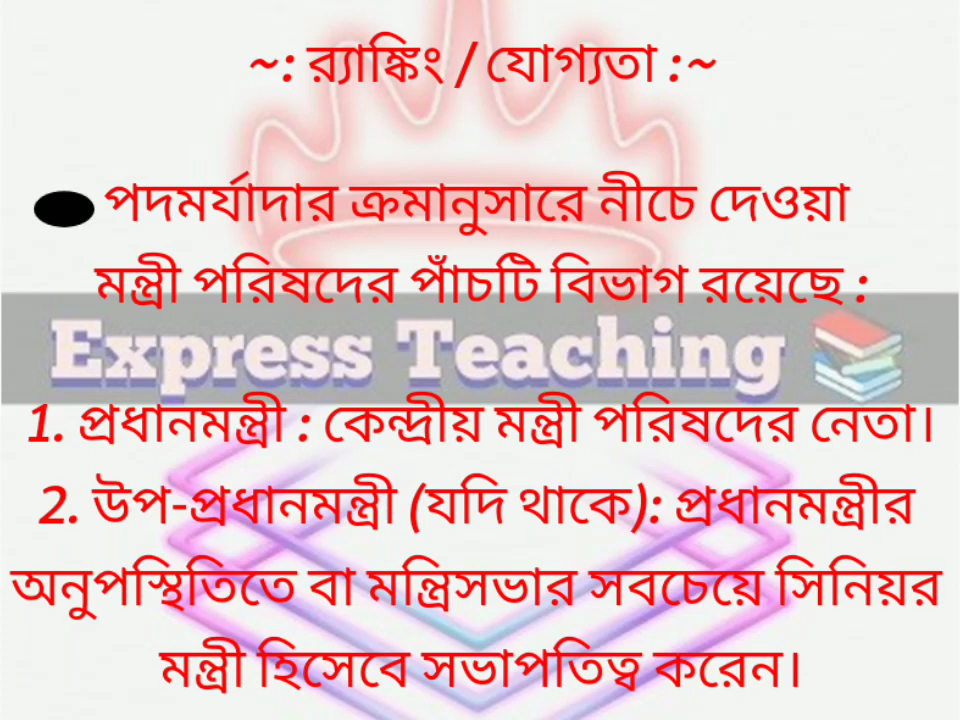 ~: র‍্যাঙ্কিং / যোগ্যতা :~
পদমর্যাদার ক্রমানুসারে নীচে দেওয়া
মন্ত্রী পরিষদের পাঁচটি বিভাগ রয়েছে :
Express Teaching
1. প্রধানমন্ত্রী : কেন্দ্রীয় মন্ত্রী পরিষদের নেতা।
2. উপ-প্রধানমন্ত্রী (যদি থাকে): প্রধানমন্ত্রীর
অনুপস্থিতিতে বা মন্ত্রিসভার সবচেয়ে সিনিয়র
মন্ত্রী হিসেবে সভাপতিত্ব করেন।